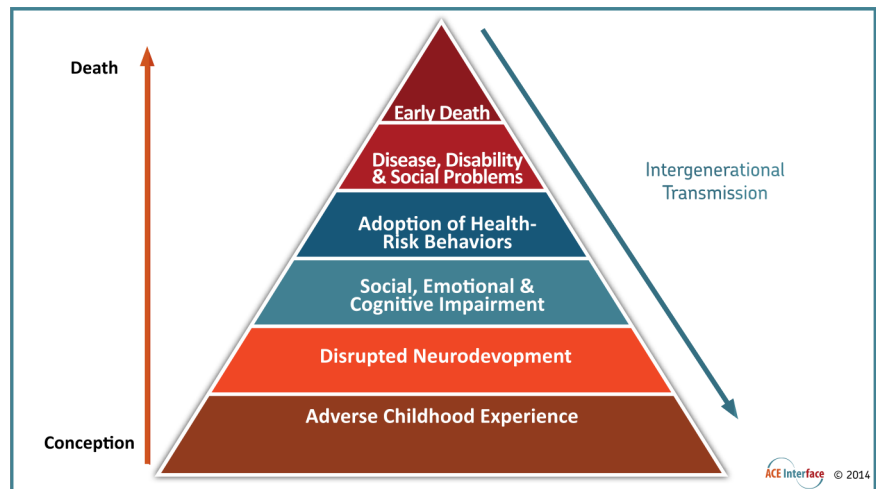 Death
Early Death
Disease, Disability
& Social Problems
Intergenerational
Transmission
Adoption of Health-
Risk Behaviors
Social, Emotional &
Cognitive Impairment
Disrupted Neurodevopment
Adverse Childhood Experience
Conception
ACE Interface © 2014